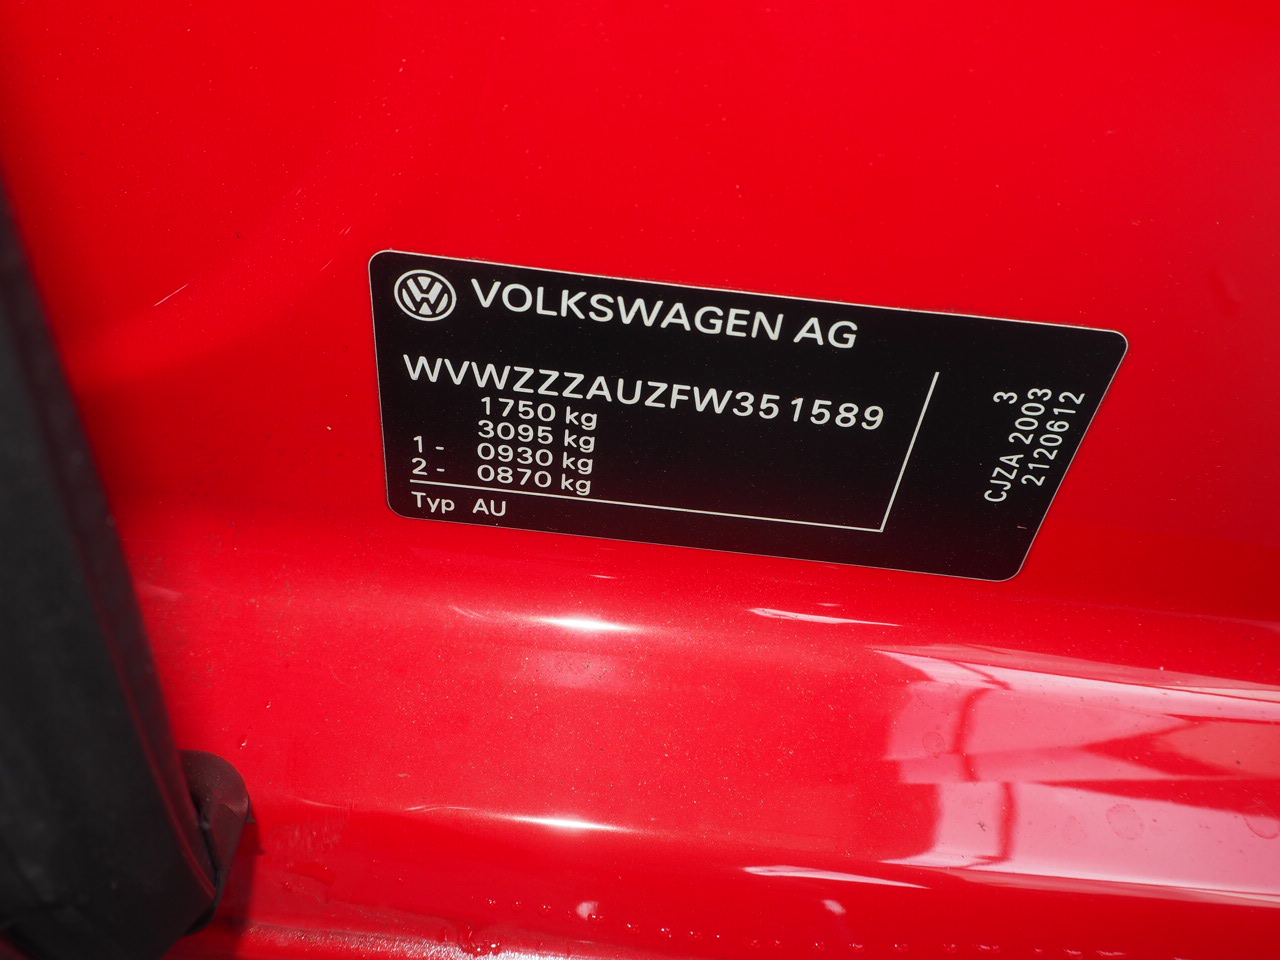 VOLKSWAGEN AG
WVWZZZAUZFW351589
1750 kg
3095 kg
1 - 0930 kg
2 - 0870 kg
Typ AU
3
CJZA 2003
2120612